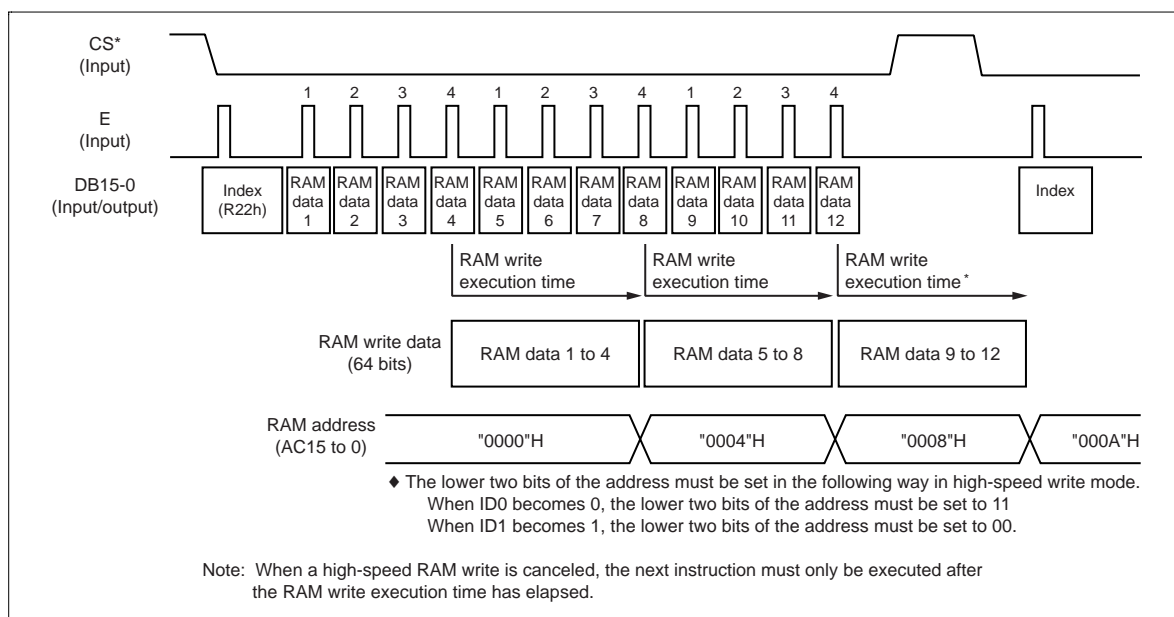 CS*
(Input)
1 2 3 4 1 2 3 4 1 2 3 4
E
(Input)
DB15-0
(Input/output)
Index
(R22h)
RAM
data
1
RAM
data
2
RAM
data
3
RAM
data
4
RAM
data
5
RAM
data
6
RAM
data
7
RAM
data
8
RAM
data
9
RAM
data
10
RAM
data
11
RAM
data
12
Index
RAM write
execution time
RAM write
execution time
RAM write
execution time*
RAM write data
(64 bits)
RAM data 1 to 4
RAM data 5 to 8
RAM data 9 to 12
RAM address
(AC15 to 0)
"0000"H
"0004"H
"0008"H
"000A"H
♦ The lower two bits of the address must be set in the following way in high-speed write mode.
When ID0 becomes 0, the lower two bits of the address must be set to 11
When ID1 becomes 1, the lower two bits of the address must be set to 00.
Note: When a high-speed RAM write is canceled, the next instruction must only be executed after
the RAM write execution time has elapsed.